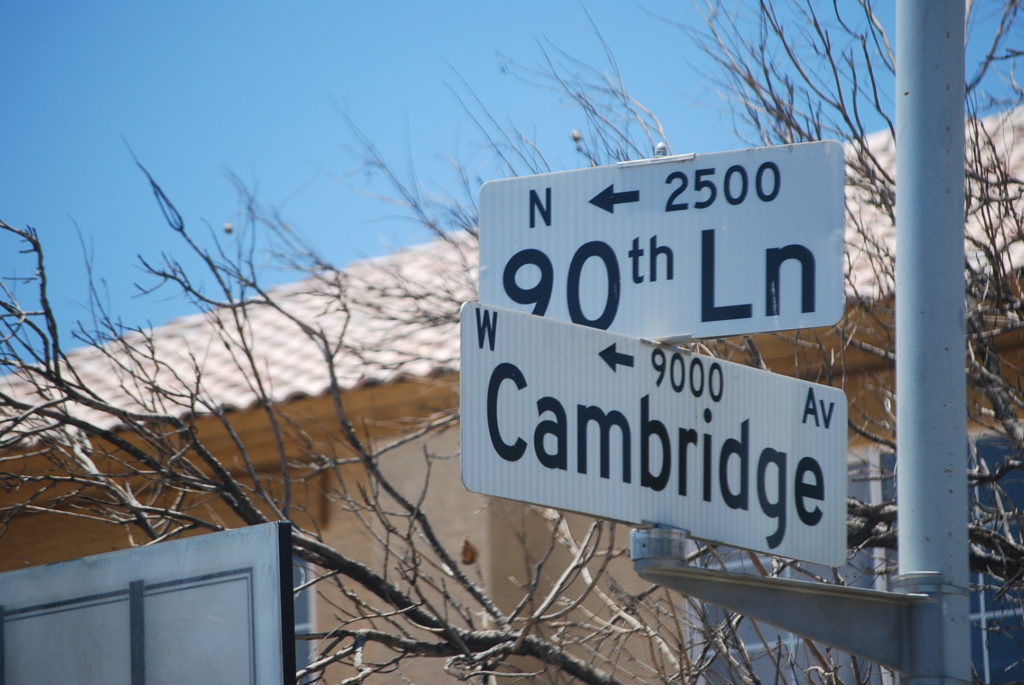 N ← 2500
90th Ln
W ← 9000 Av
Cambridge